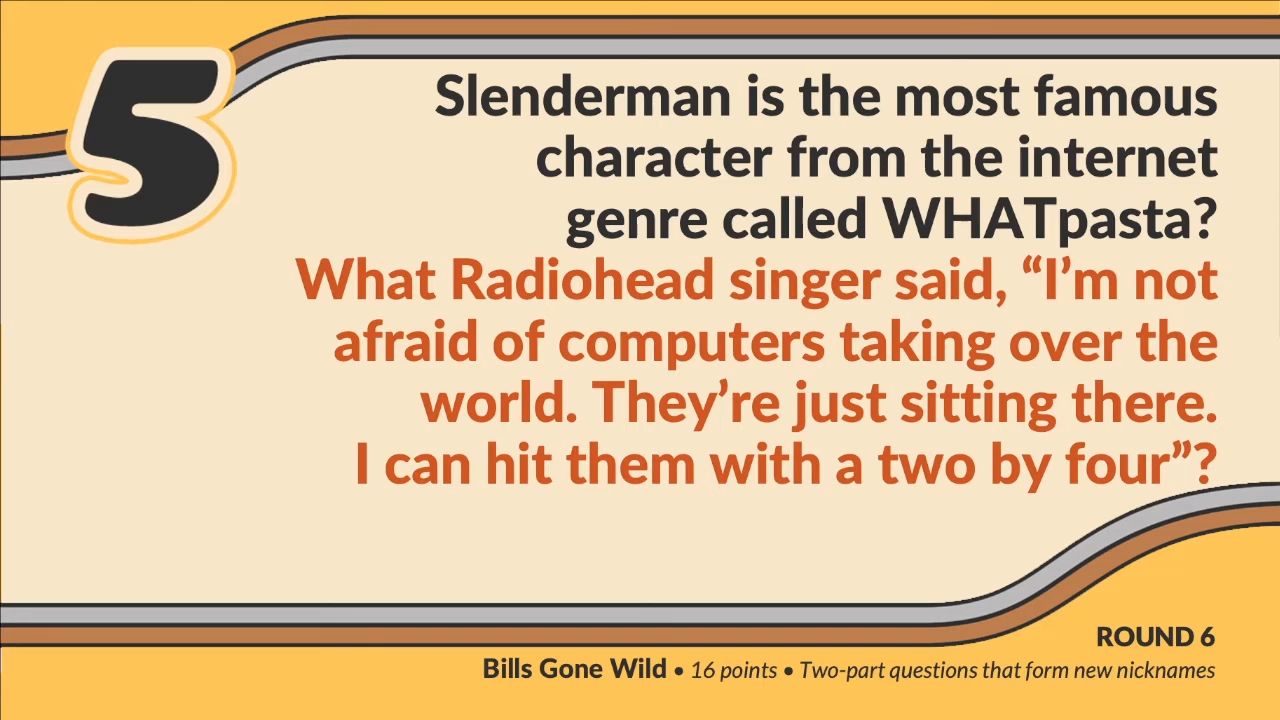 5
Slenderman is the most famous
character from the internet
genre called WHATpasta?
What Radiohead singer said, “I’m not
afraid of computers taking over the
world. They’re just sitting there.
I can hit them with a two by four”?
ROUND 6
Bills Gone Wild • 16 points • Two-part questions that form new nicknames